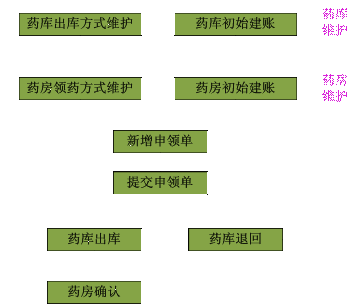 药库出库方式维护 药库初始建账 药库
维护
药房领药方式维护 药房初始建账 药房
维护
新增申领单
提交申领单
药库出库 药库退回
药房确认